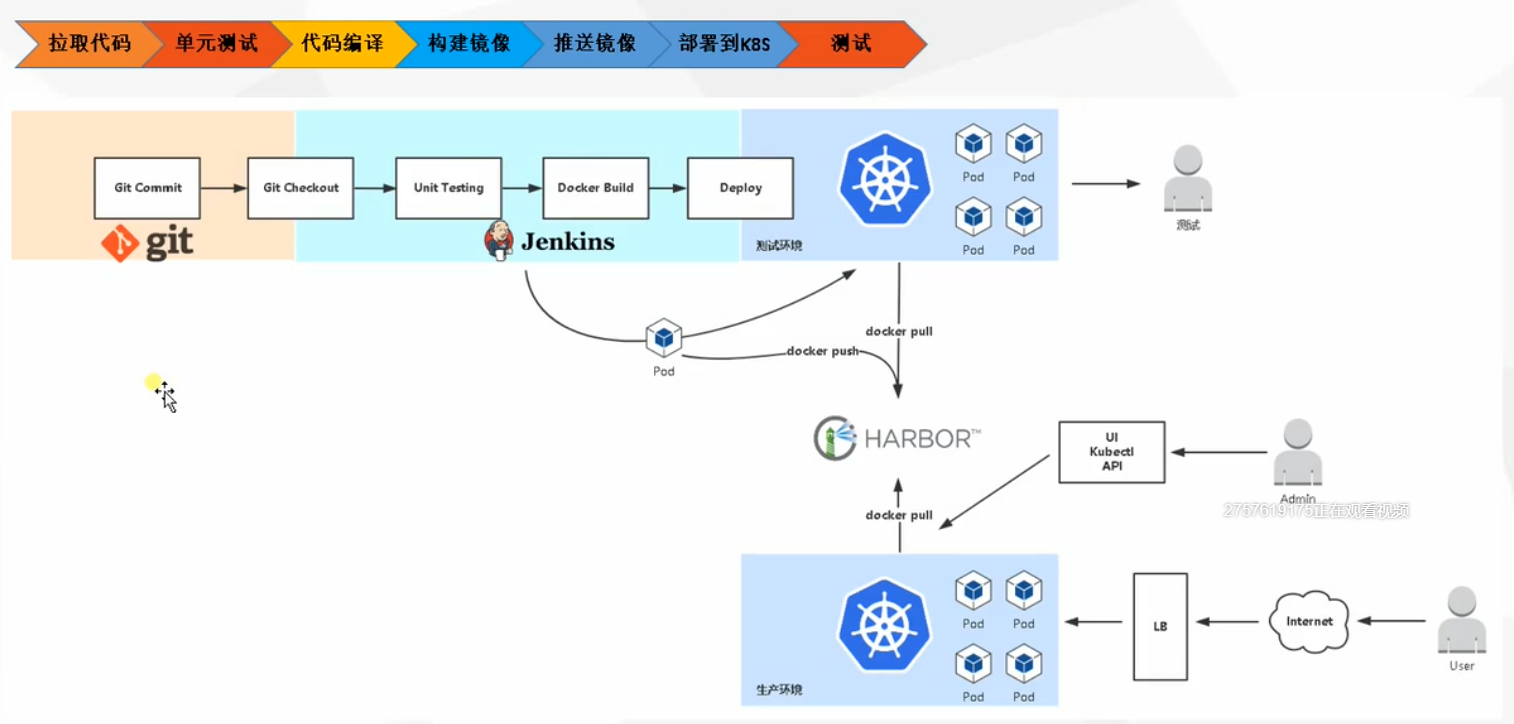 拉取代码
单元测试
代码编译
构建镜像
推送镜像
部署到K8S
测试
Git Commit
Git Checkout
Unit Testing
Docker Build
Deploy
git
Jenkins
测试环境
Pod
Pod
Pod
Pod
测试
docker pull
docker push
Pod
HARBOR™
UI
Kubectl
API
Admin
2757619175正在观看视频
docker pull
生产环境
Pod
Pod
Pod
Pod
LB
Internet
User